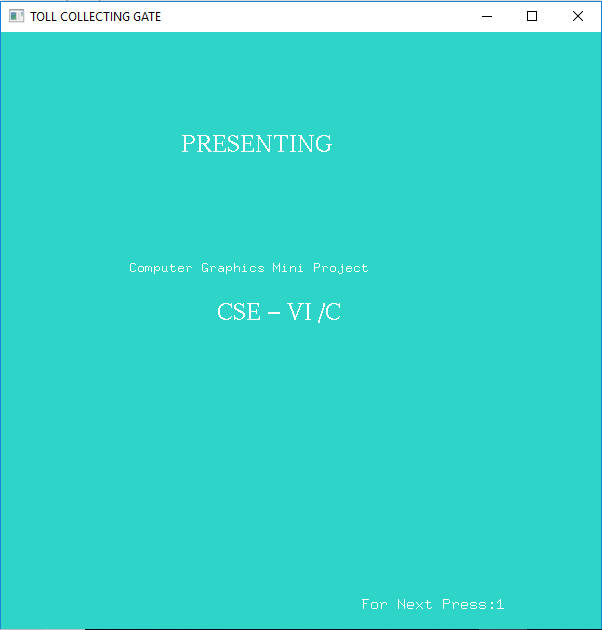 TOLL COLLECTING GATE
PRESENTING
Computer Graphics Mini Project
CSE – VI /C
For Next Press:1